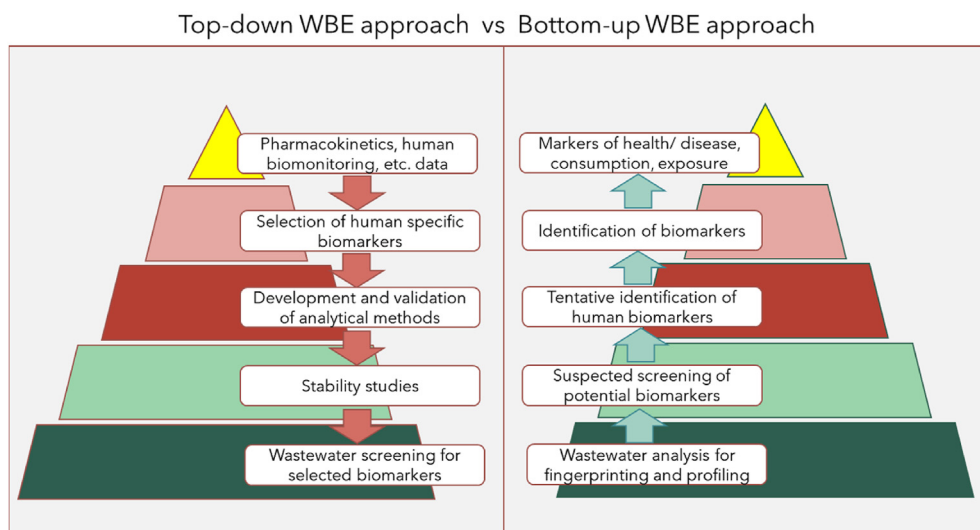 Top-down WBE approach vs Bottom-up WBE approach
Pharmacokinetics, human
biomonitoring, etc. data
Selection of human specific
biomarkers
Development and validation
of analytical methods
Stability studies
Wastewater screening for
selected biomarkers
Markers of health/ disease,
consumption, exposure
Identification of biomarkers
Tentative identification of
human biomarkers
Suspected screening of
potential biomarkers
Wastewater analysis for
fingerprinting and profiling